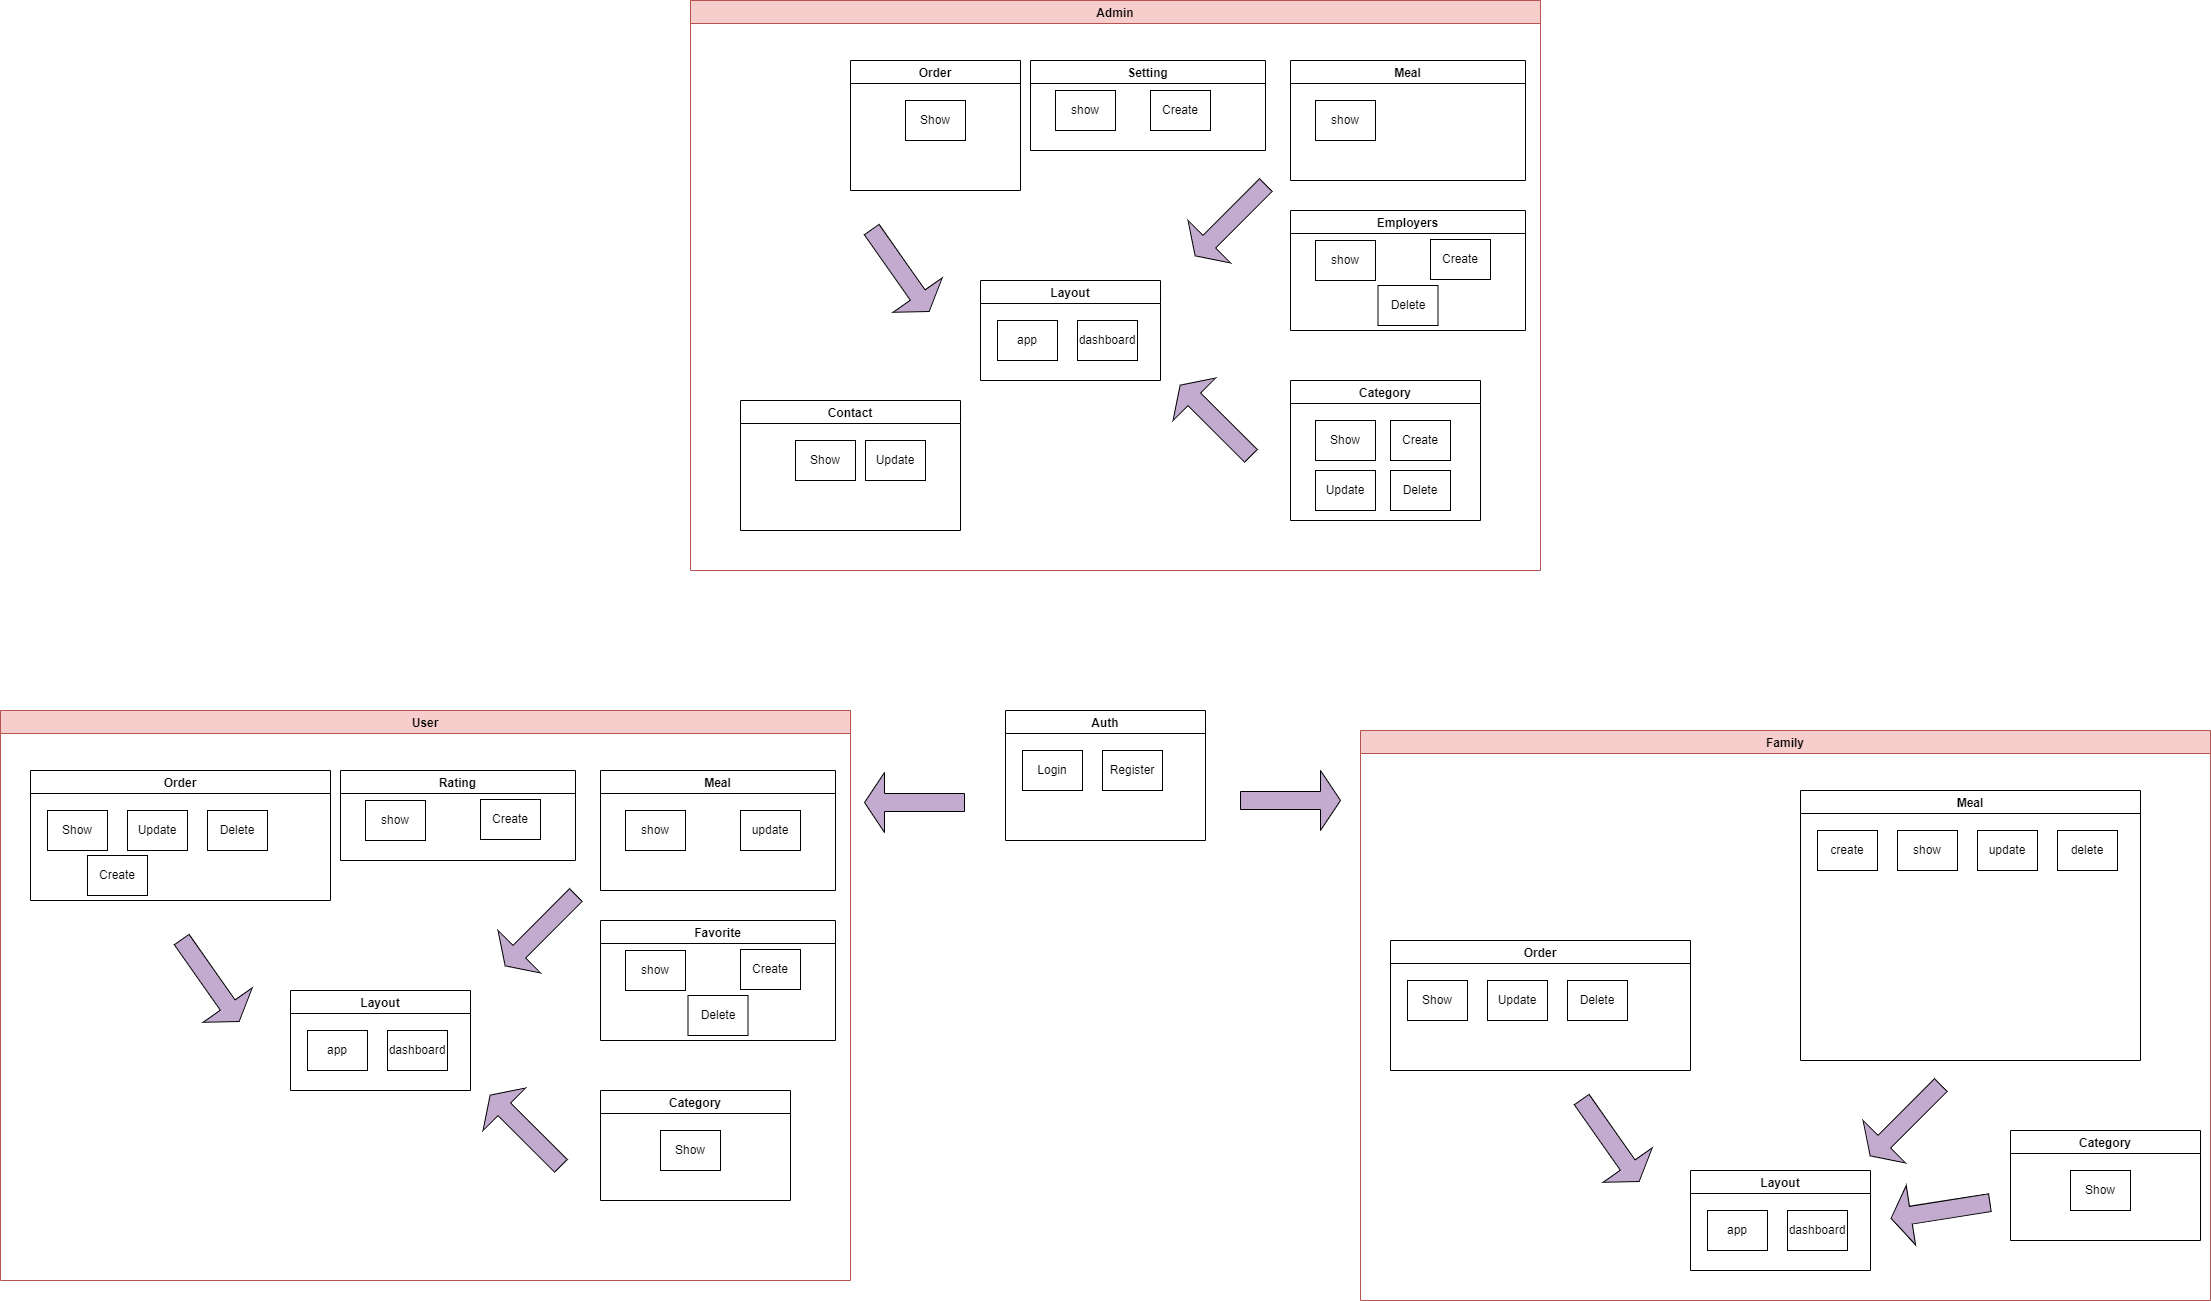 Admin
Order
Show
Setting
show
Create
Meal
show
Employers
show
Create
Delete
Layout
app
dashboard
Contact
Show
Update
Category
Show
Create
Update
Delete
User
Order
Show
Update
Delete
Create
Rating
show
Create
Meal
show
update
Favorite
show
Create
Delete
Layout
app
dashboard
Category
Show
Auth
Login
Register
Family
Meal
create
show
update
delete
Order
Show
Update
Delete
Layout
app
dashboard
Category
Show